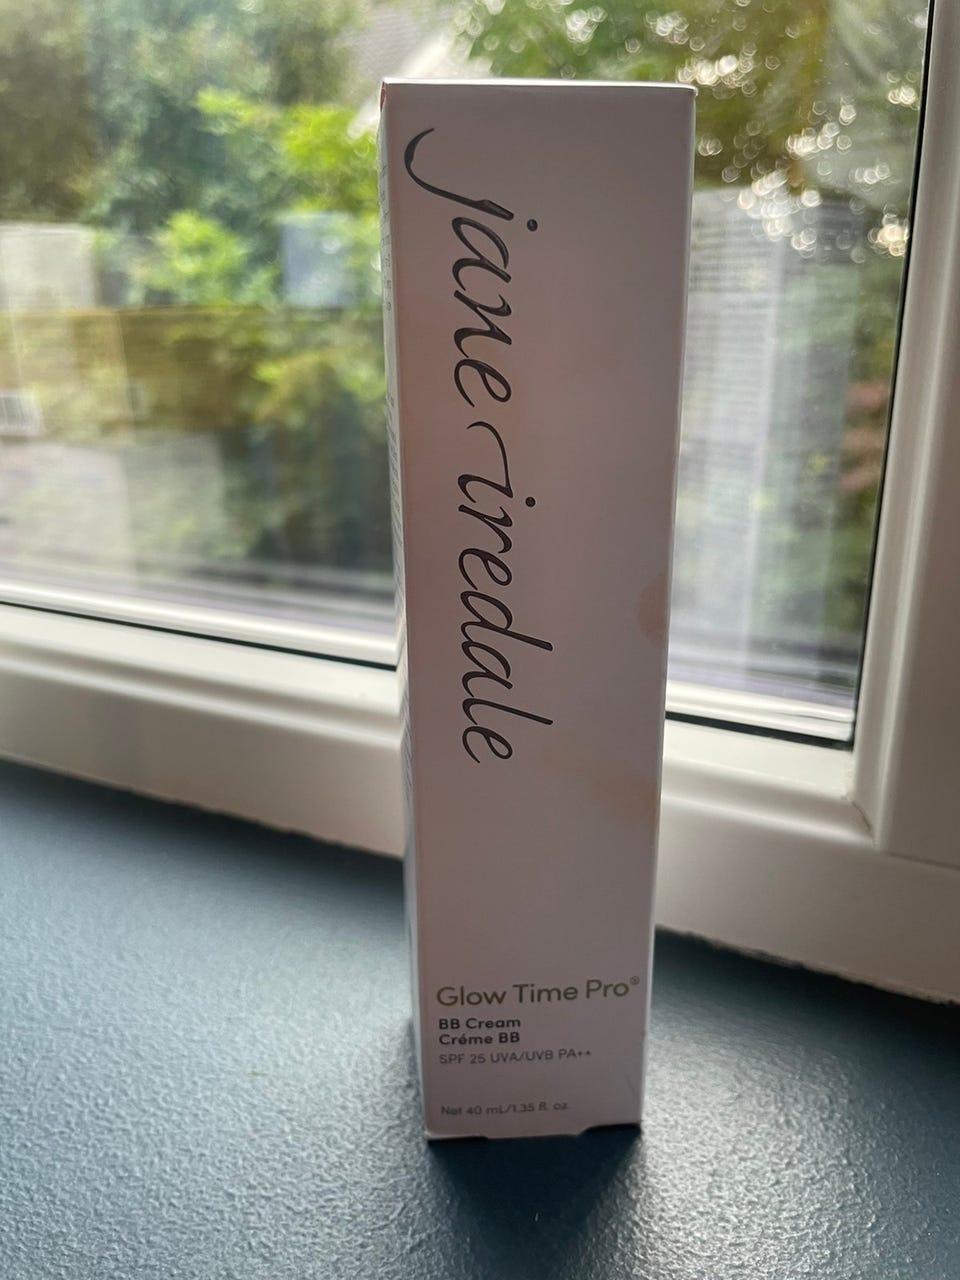 jane iredale
Glow Time Pro®
BB Cream
Créme BB
SPF 25 UVA/UVB PA++
Net 40 mL/1.35 fl. oz.